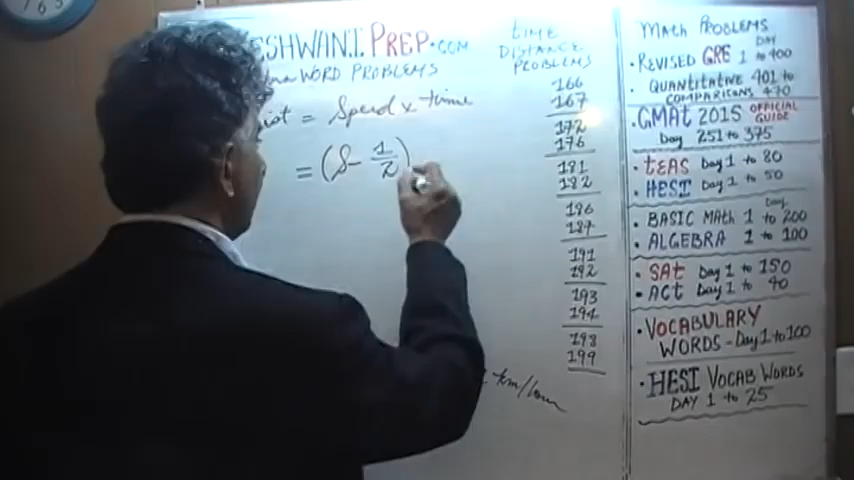 ESHWANI PREP.COM
WORD PROBLEMS
= Speed × time
= (S - 1/2)
km/hour
TIME
DISTANCE
PROBLEMS
166
167
172
176
181
182
186
187
191
192
193
194
198
199
MATH PROBLEMS
DAY
• REVISED GRE 1 to 400
• QUANTITATIVE 401 to
COMPARISONS 470
• GMAT 2015 OFFICIAL GUIDE
Day 251 to 375
• TEAS Day 1 to 80
• HESI Day 1 to 50
Day
• BASIC MATH 1 to 200
• ALGEBRA 1 to 100
• SAT Day 1 to 150
• ACT Day 1 to 40
• VOCABULARY
WORDS - Day 1 to 100
• HESI VOCAB WORDS
DAY 1 to 25